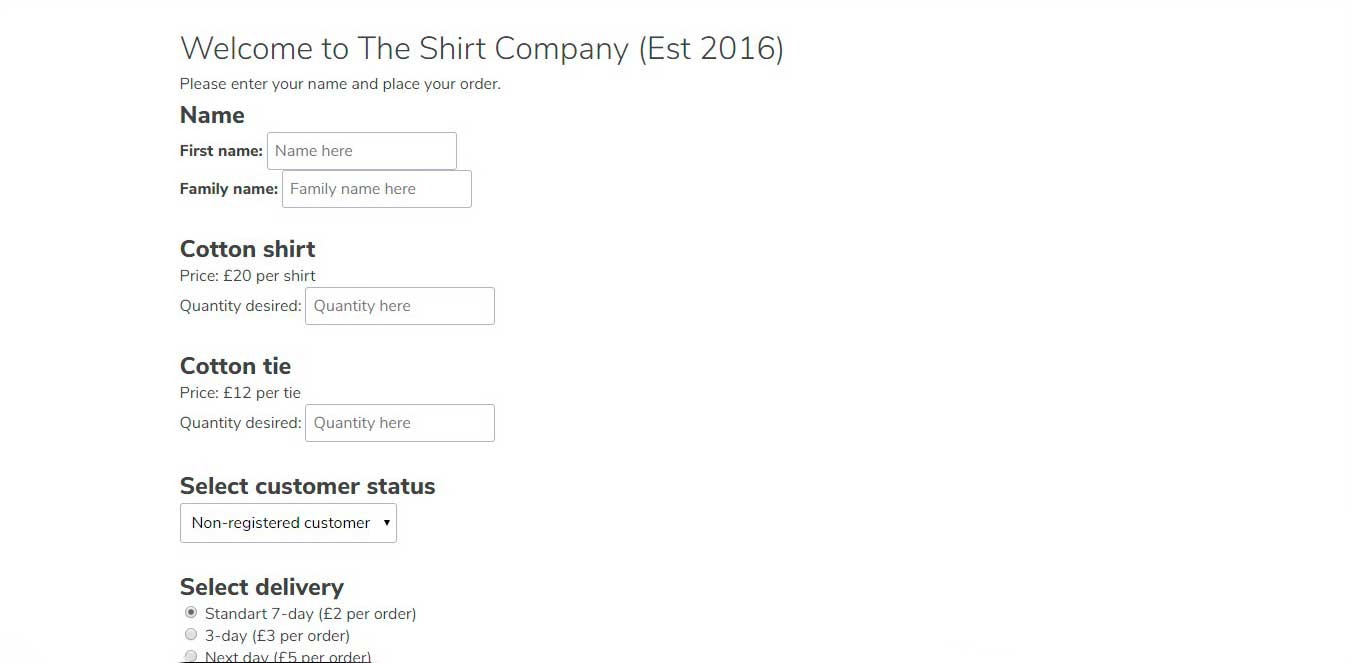 Welcome to The Shirt Company (Est 2016)
Please enter your name and place your order.
Name
First name: Name here
Family name: Family name here
Cotton shirt
Price: £20 per shirt
Quantity desired: Quantity here
Cotton tie
Price: £12 per tie
Quantity desired: Quantity here
Select customer status
Non-registered customer
Select delivery
Standart 7-day (£2 per order)
3-day (£3 per order)
Next day (£5 per order)